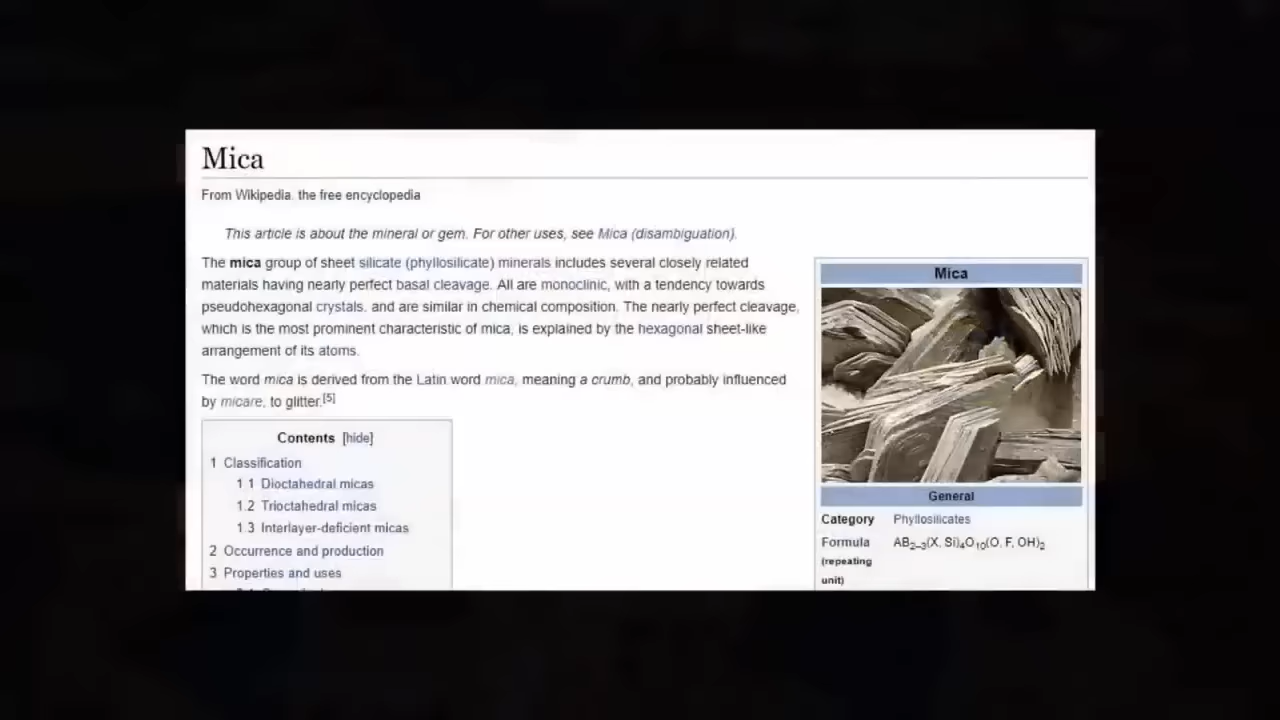 Mica
From Wikipedia, the free encyclopedia
This article is about the mineral or gem. For other uses, see Mica (disambiguation).
The mica group of sheet silicate (phyllosilicate) minerals includes several closely related
materials having nearly perfect basal cleavage. All are monoclinic, with a tendency towards
pseudohexagonal crystals, and are similar in chemical composition. The nearly perfect cleavage,
which is the most prominent characteristic of mica, is explained by the hexagonal sheet-like
arrangement of its atoms.
The word mica is derived from the Latin word mica, meaning a crumb, and probably influenced
by micare, to glitter.[5]
Contents [hide]
1 Classification
1.1 Dioctahedral micas
1.2 Trioctahedral micas
1.3 Interlayer-deficient micas
2 Occurrence and production
3 Properties and uses
Mica
General
Category Phyllosilicates
Formula AB2–3(X, Si)4O10(O, F, OH)2
(repeating
unit)